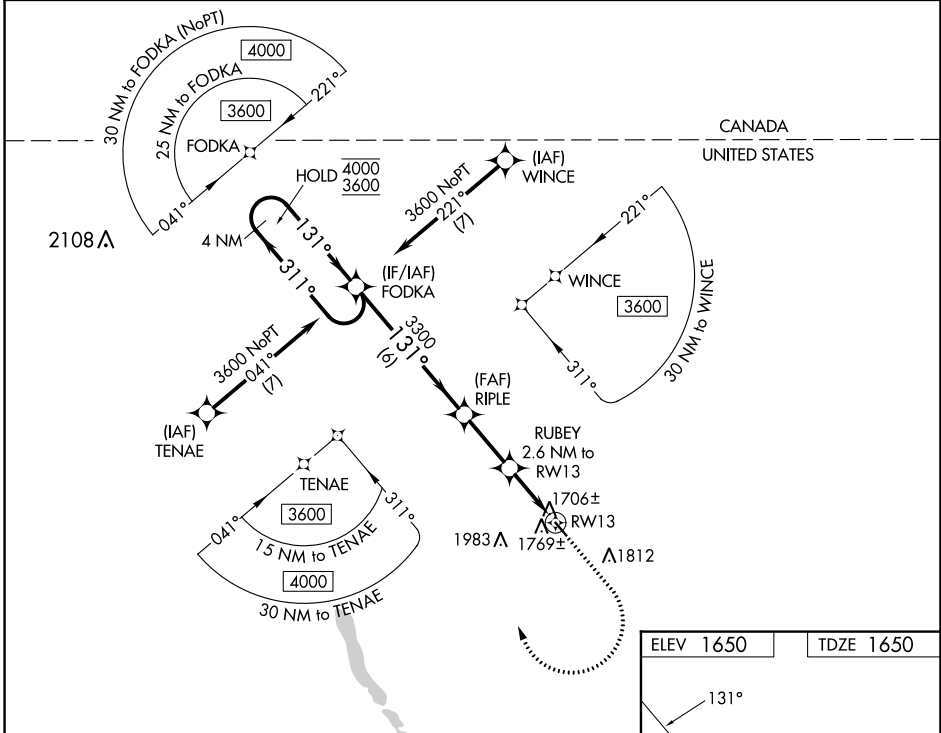 30 NM to FODKA (NoPT)
4000
25 NM to FODKA
221°
3600
FODKA
041°
CANADA
UNITED STATES
HOLD 4000
3600
(IAF)
WINCE
3600 NoPT
221°
(7)
2108
4 NM
131°
311°
(IF/IAF)
FODKA
221°
WINCE
3600
30 NM to WINCE
311°
3300
131°
(6)
3600 NoPT
041°
(7)
(IAF)
TENAE
(FAF)
RIPLE
RUBEY
2.6 NM to
RW13
TENAE
041°
311°
3600
15 NM to TENAE
4000
30 NM to TENAE
1706±
RW13
1983
1769±
1812
ELEV 1650
TDZE 1650
131°